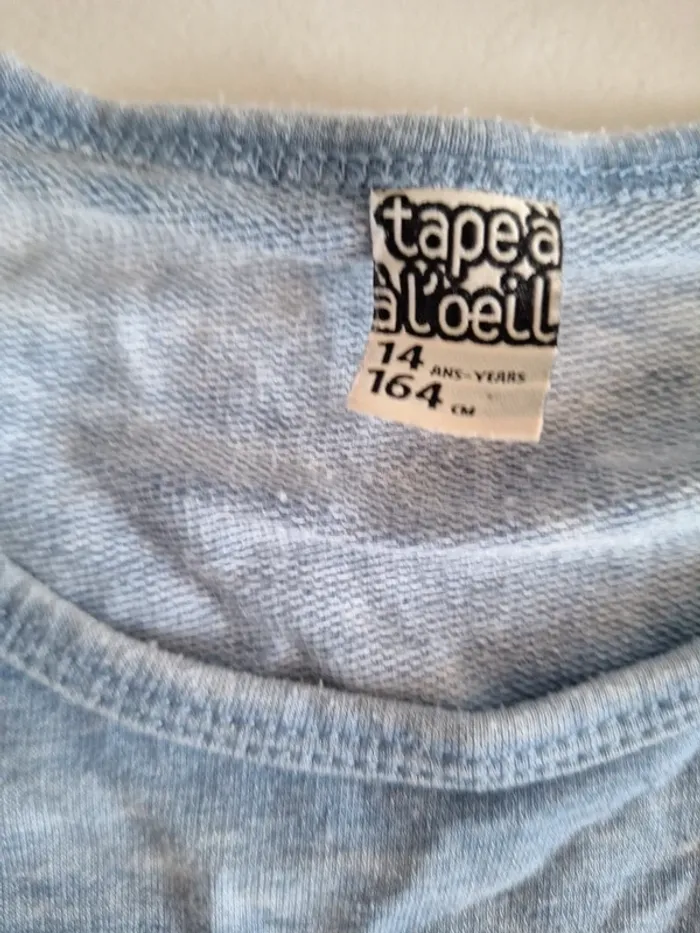 tape à
à l'oeil
14 ANS-YEARS
164 CM